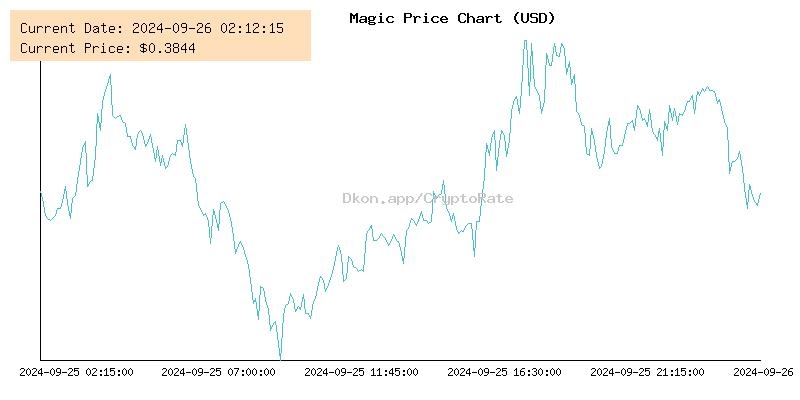 Magic Price Chart (USD)
Current Date: 2024-09-26 02:12:15
Current Price: $0.3844
Dkon.app/CryptoRate
2024-09-25 02:15:00 2024-09-25 07:00:00 2024-09-25 11:45:00 2024-09-25 16:30:00 2024-09-25 21:15:00 2024-09-26